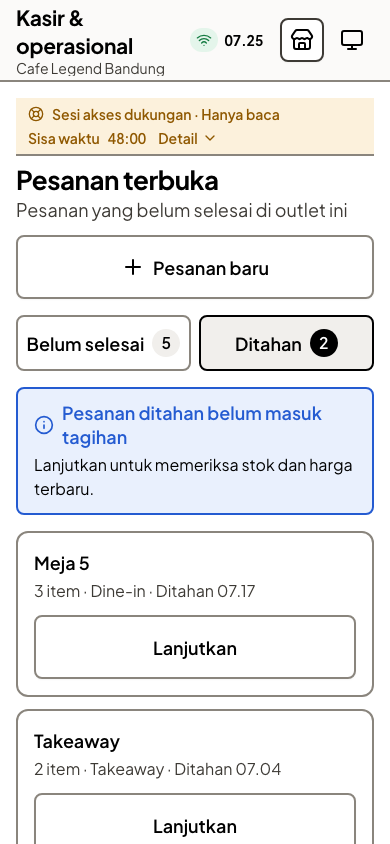 Kasir &
operasional
Cafe Legend Bandung
07.25
Sesi akses dukungan · Hanya baca
Sisa waktu 48:00 Detail
Pesanan terbuka
Pesanan yang belum selesai di outlet ini
Pesanan baru
Belum selesai 5
Ditahan 2
Pesanan ditahan belum masuk
tagihan
Lanjutkan untuk memeriksa stok dan harga
terbaru.
Meja 5
3 item · Dine-in · Ditahan 07.17
Lanjutkan
Takeaway
2 item · Takeaway · Ditahan 07.04
Lanjutkan